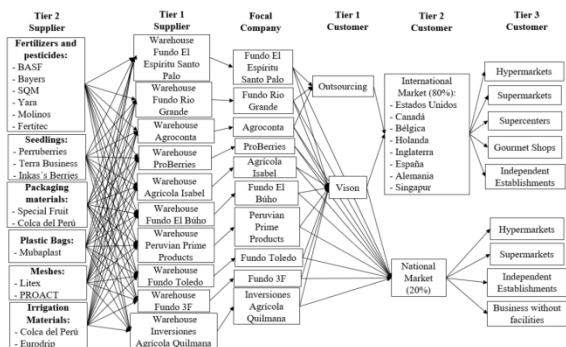 Tier 2
Supplier
Tier 1
Supplier
Focal
Company
Tier 1
Customer
Tier 2
Customer
Tier 3
Customer
Fertilizers and
pesticides:
- BASF
- Bayers
- SQM
- Yara
- Molinos
- Fertitec
Seedlings:
- Perruberries
- Terra Business
- Inkas´s Berries
Packaging
materials:
- Special Fruit
- Colca del Perú
Plastic Bags:
- Mubaplast
Meshes:
- Litex
- PROACT
Irrigation
Materials:
- Colca del Perú
- Eurodrip
Warehouse
Fundo El
Espíritu Santo
Palo
Warehouse
Fundo Rio
Grande
Warehouse
Agroconta
Warehouse
ProBerries
Warehouse
Agrícola Isabel
Warehouse
Fundo El Búho
Warehouse
Peruvian Prime
Products
Warehouse
Fundo Toledo
Warehouse
Fundo 3F
Warehouse
Inversiones
Agrícola Quilmana
Fundo El
Espíritu
Santo Palo
Fundo Rio
Grande
Agroconta
ProBerries
Agrícola
Isabel
Fundo El
Búho
Peruvian
Prime
Products
Fundo Toledo
Fundo 3F
Inversiones
Agrícola
Quilmana
Outsourcing
Vison
International
Market (80%):
- Estados Unidos
- Canadá
- Bélgica
- Holanda
- Inglaterra
- España
- Alemania
- Singapur
National
Market
(20%)
Hypermarkets
Supermarkets
Supercenters
Gourmet Shops
Independent
Establishments
Hypermarkets
Supermarkets
Independent
Establishments
Business without
facilities